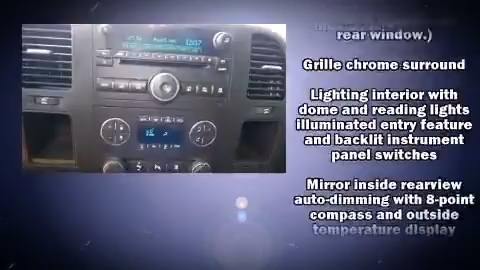 rear window.)
Grille chrome surround
Lighting interior with
dome and reading lights
illuminated entry feature
and backlit instrument
panel switches
Mirror inside rearview
auto-dimming with 8-point
compass and outside
temperature display